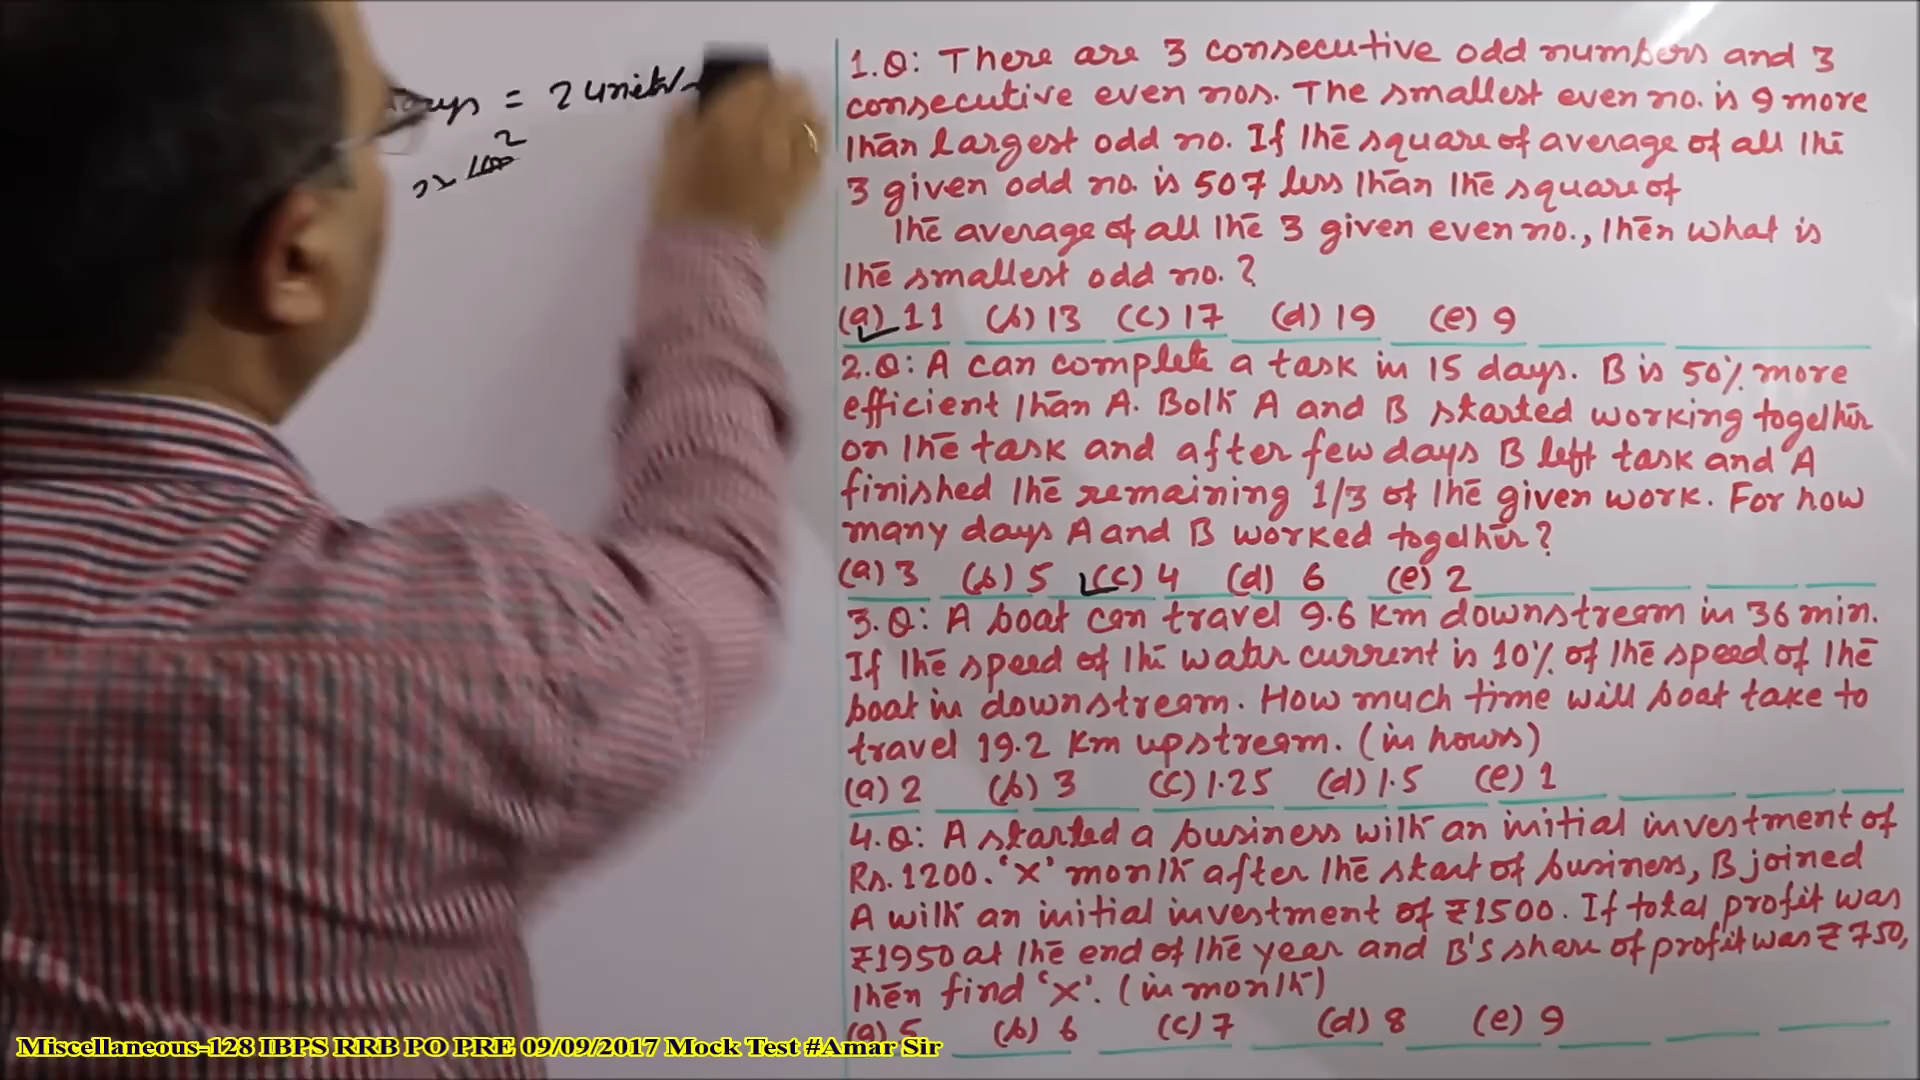 = 2 units
2
1.Q: There are 3 consecutive odd numbers and 3
consecutive even nos. The smallest even no. is 9 more
than largest odd no. If the square of average of all the
3 given odd no. is 507 less than the square of
the average of all the 3 given even no., then what is
the smallest odd no.?
(a) 11 (b) 13 (c) 17 (d) 19 (e) 9
2.Q: A can complete a task in 15 days. B is 50% more
efficient than A. Both A and B started working together
on the task and after few days B left task and A
finished the remaining 1/3 of the given work. For how
many days A and B worked together?
(a) 3 (b) 5 (c) 4 (d) 6 (e) 2
3.Q: A boat can travel 9.6 km downstream in 36 min.
If the speed of the water current is 10% of the speed of the
boat in downstream. How much time will boat take to
travel 19.2 km upstream. (in hours)
(a) 2 (b) 3 (c) 1.25 (d) 1.5 (e) 1
4.Q: A started a business with an initial investment of
Rs. 1200. 'x' month after the start of business, B joined
A with an initial investment of ₹1500. If total profit was
₹1950 at the end of the year and B's share of profit was ₹750,
then find 'x'. (in month)
(a) 5 (b) 6 (c) 7 (d) 8 (e) 9
Miscellaneous-128 IBPS RRB PO PRE 09/09/2017 Mock Test #Amar Sir